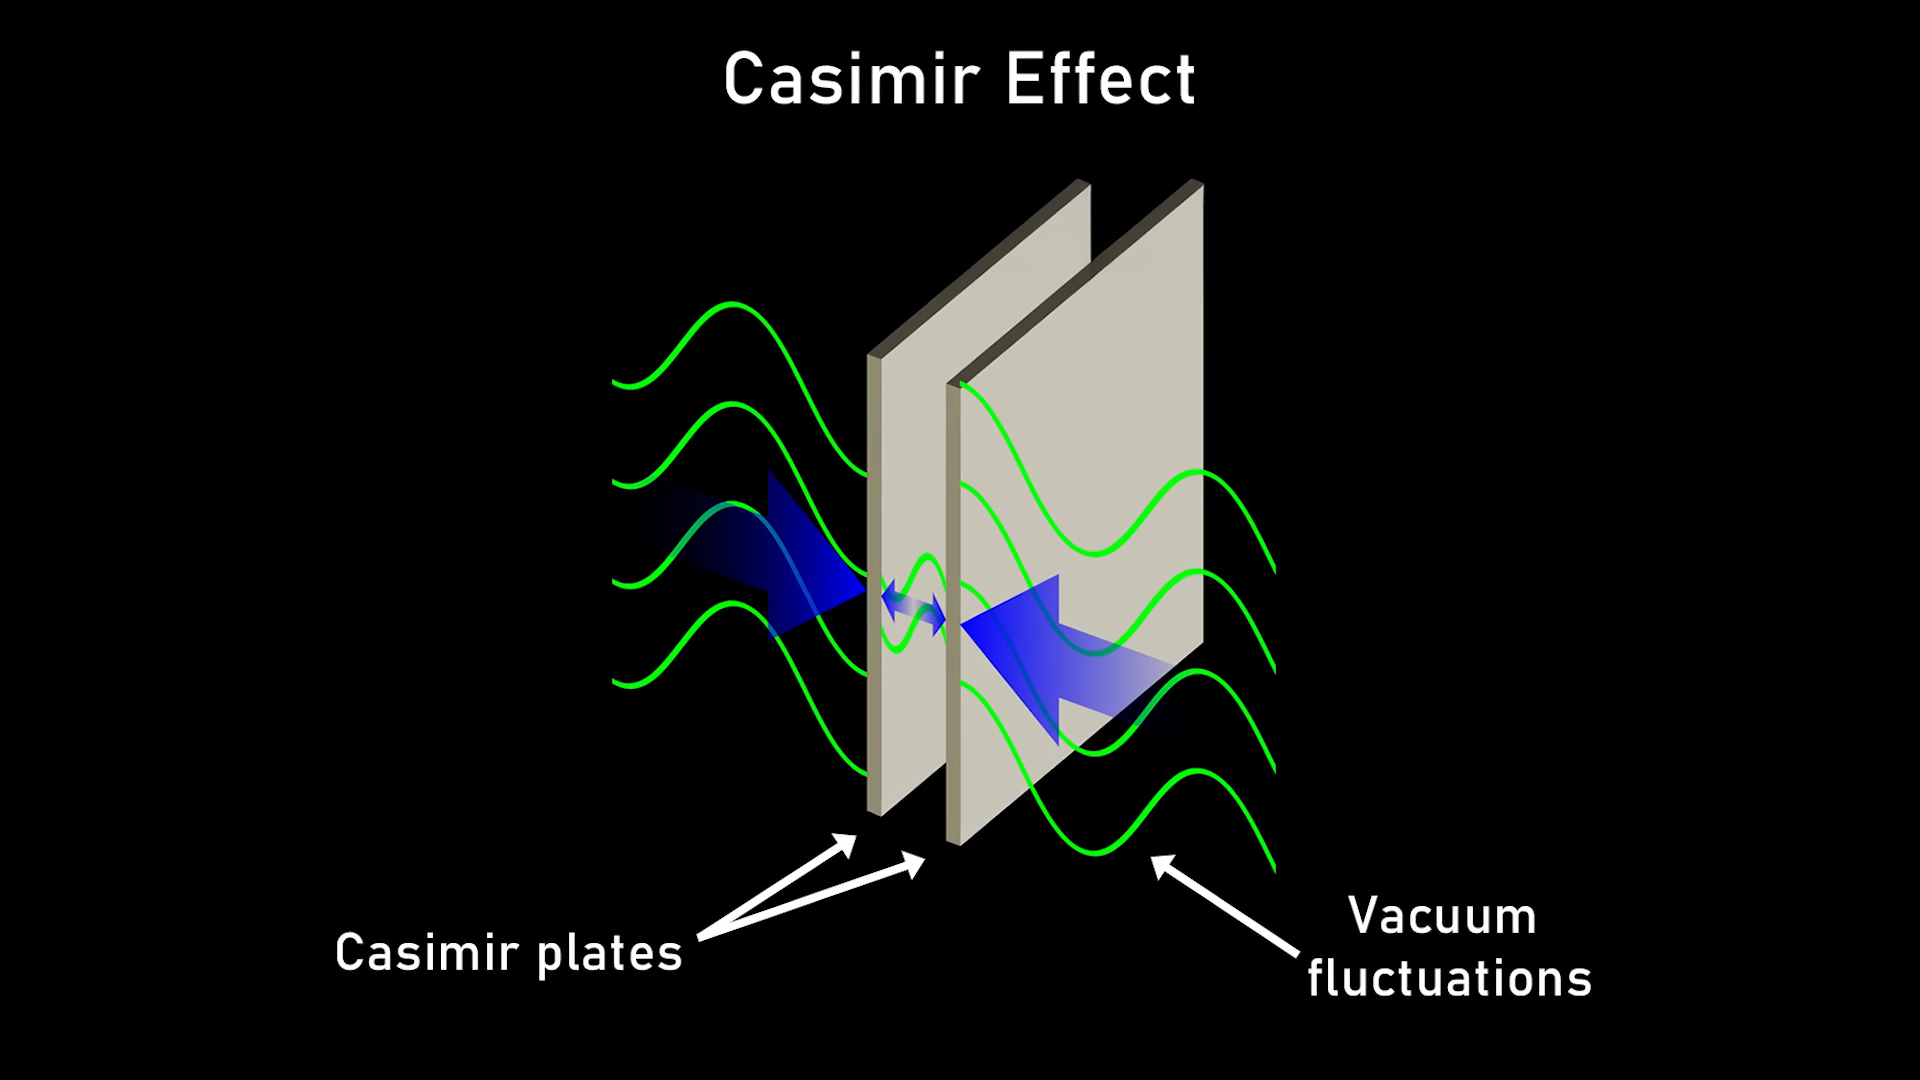 Casimir Effect
Casimir plates
Vacuum
fluctuations